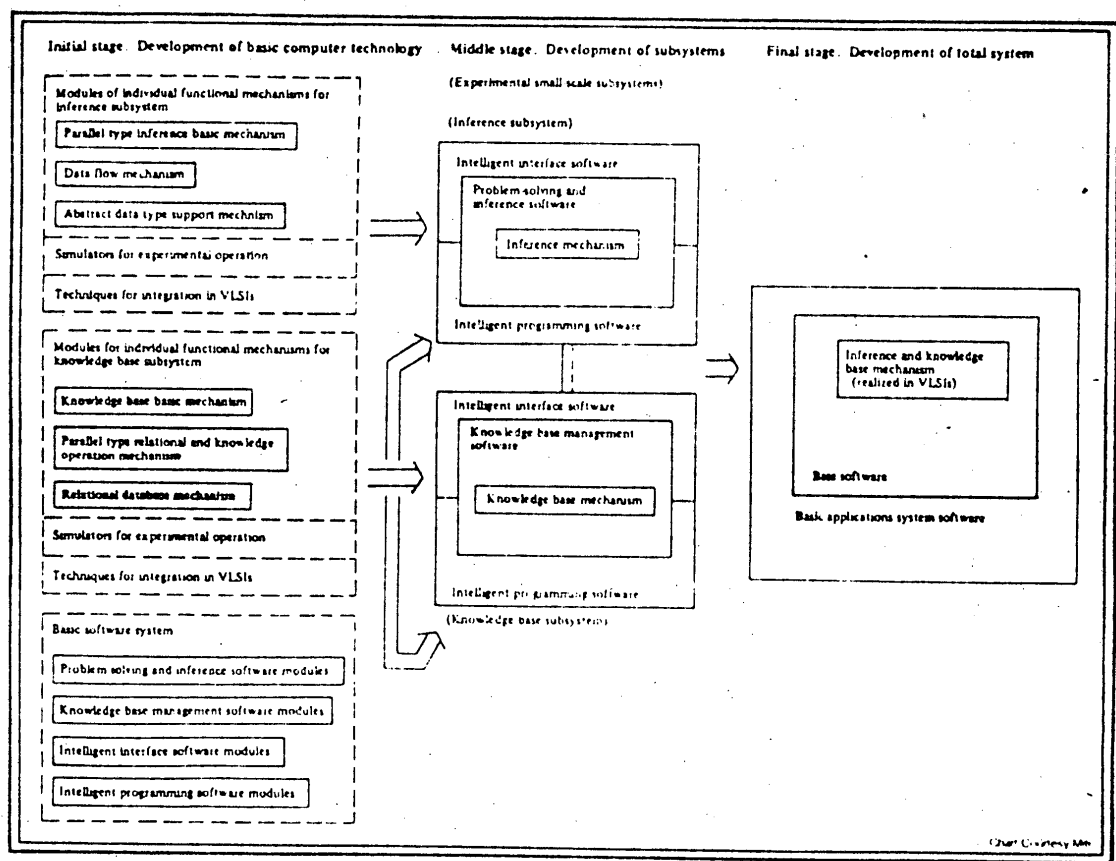 Initial stage. Development of basic computer technology
Modules of individual functional mechanisms for
inference subsystem
Parallel type inference basic mechanism
Data flow mechanism
Abstract data type support mechnism
Simulators for experimental operation
Techniques for integration in VLSIs
Modules for individual functional mechanisms for
knowledge base subsystem
Knowledge base basic mechanism
Parallel type relational and knowledge
operation mechanism
Relational database mechanism
Simulators for experimental operation
Techniques for integration in VLSIs
Basic software system
Problem solving and inference software modules
Knowledge base management software modules
Intelligent interface software modules
Intelligent programming software modules
Middle stage. Development of subsystems
(Experimental small scale subsystems)
(Inference subsystem)
Intelligent interface software
Problem-solving and
inference software
Inference mechanism
Intelligent programming software
Intelligent interface software
Knowledge base management
software
Knowledge base mechanism
Intelligent programming software
(Knowledge base subsystems)
Final stage. Development of total system
Inference and knowledge
base mechanism
(realized in VLSIs)
Base software
Basic applications system software
Chart Courtesy